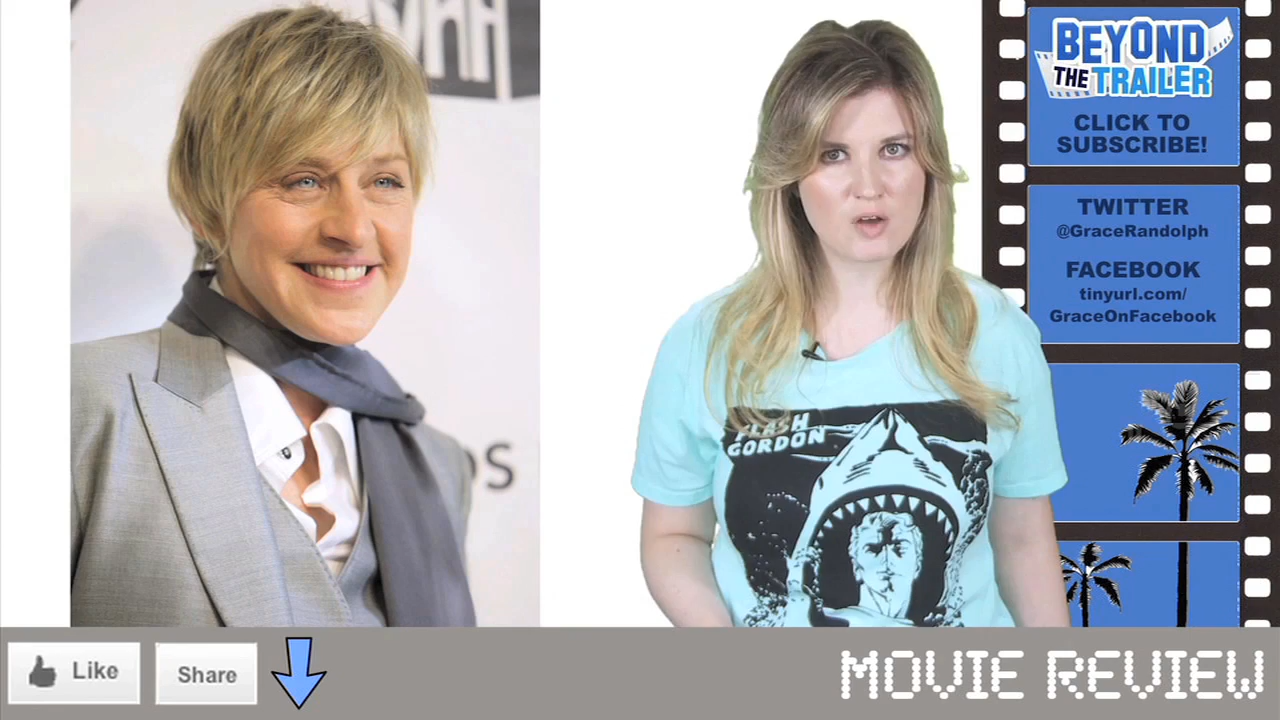 BEYOND
THE TRAILER
CLICK TO
SUBSCRIBE!
TWITTER
@GraceRandolph
FACEBOOK
tinyurl.com/
GraceOnFacebook
FLASH
GORDON
Like
Share
MOVIE REVIEW